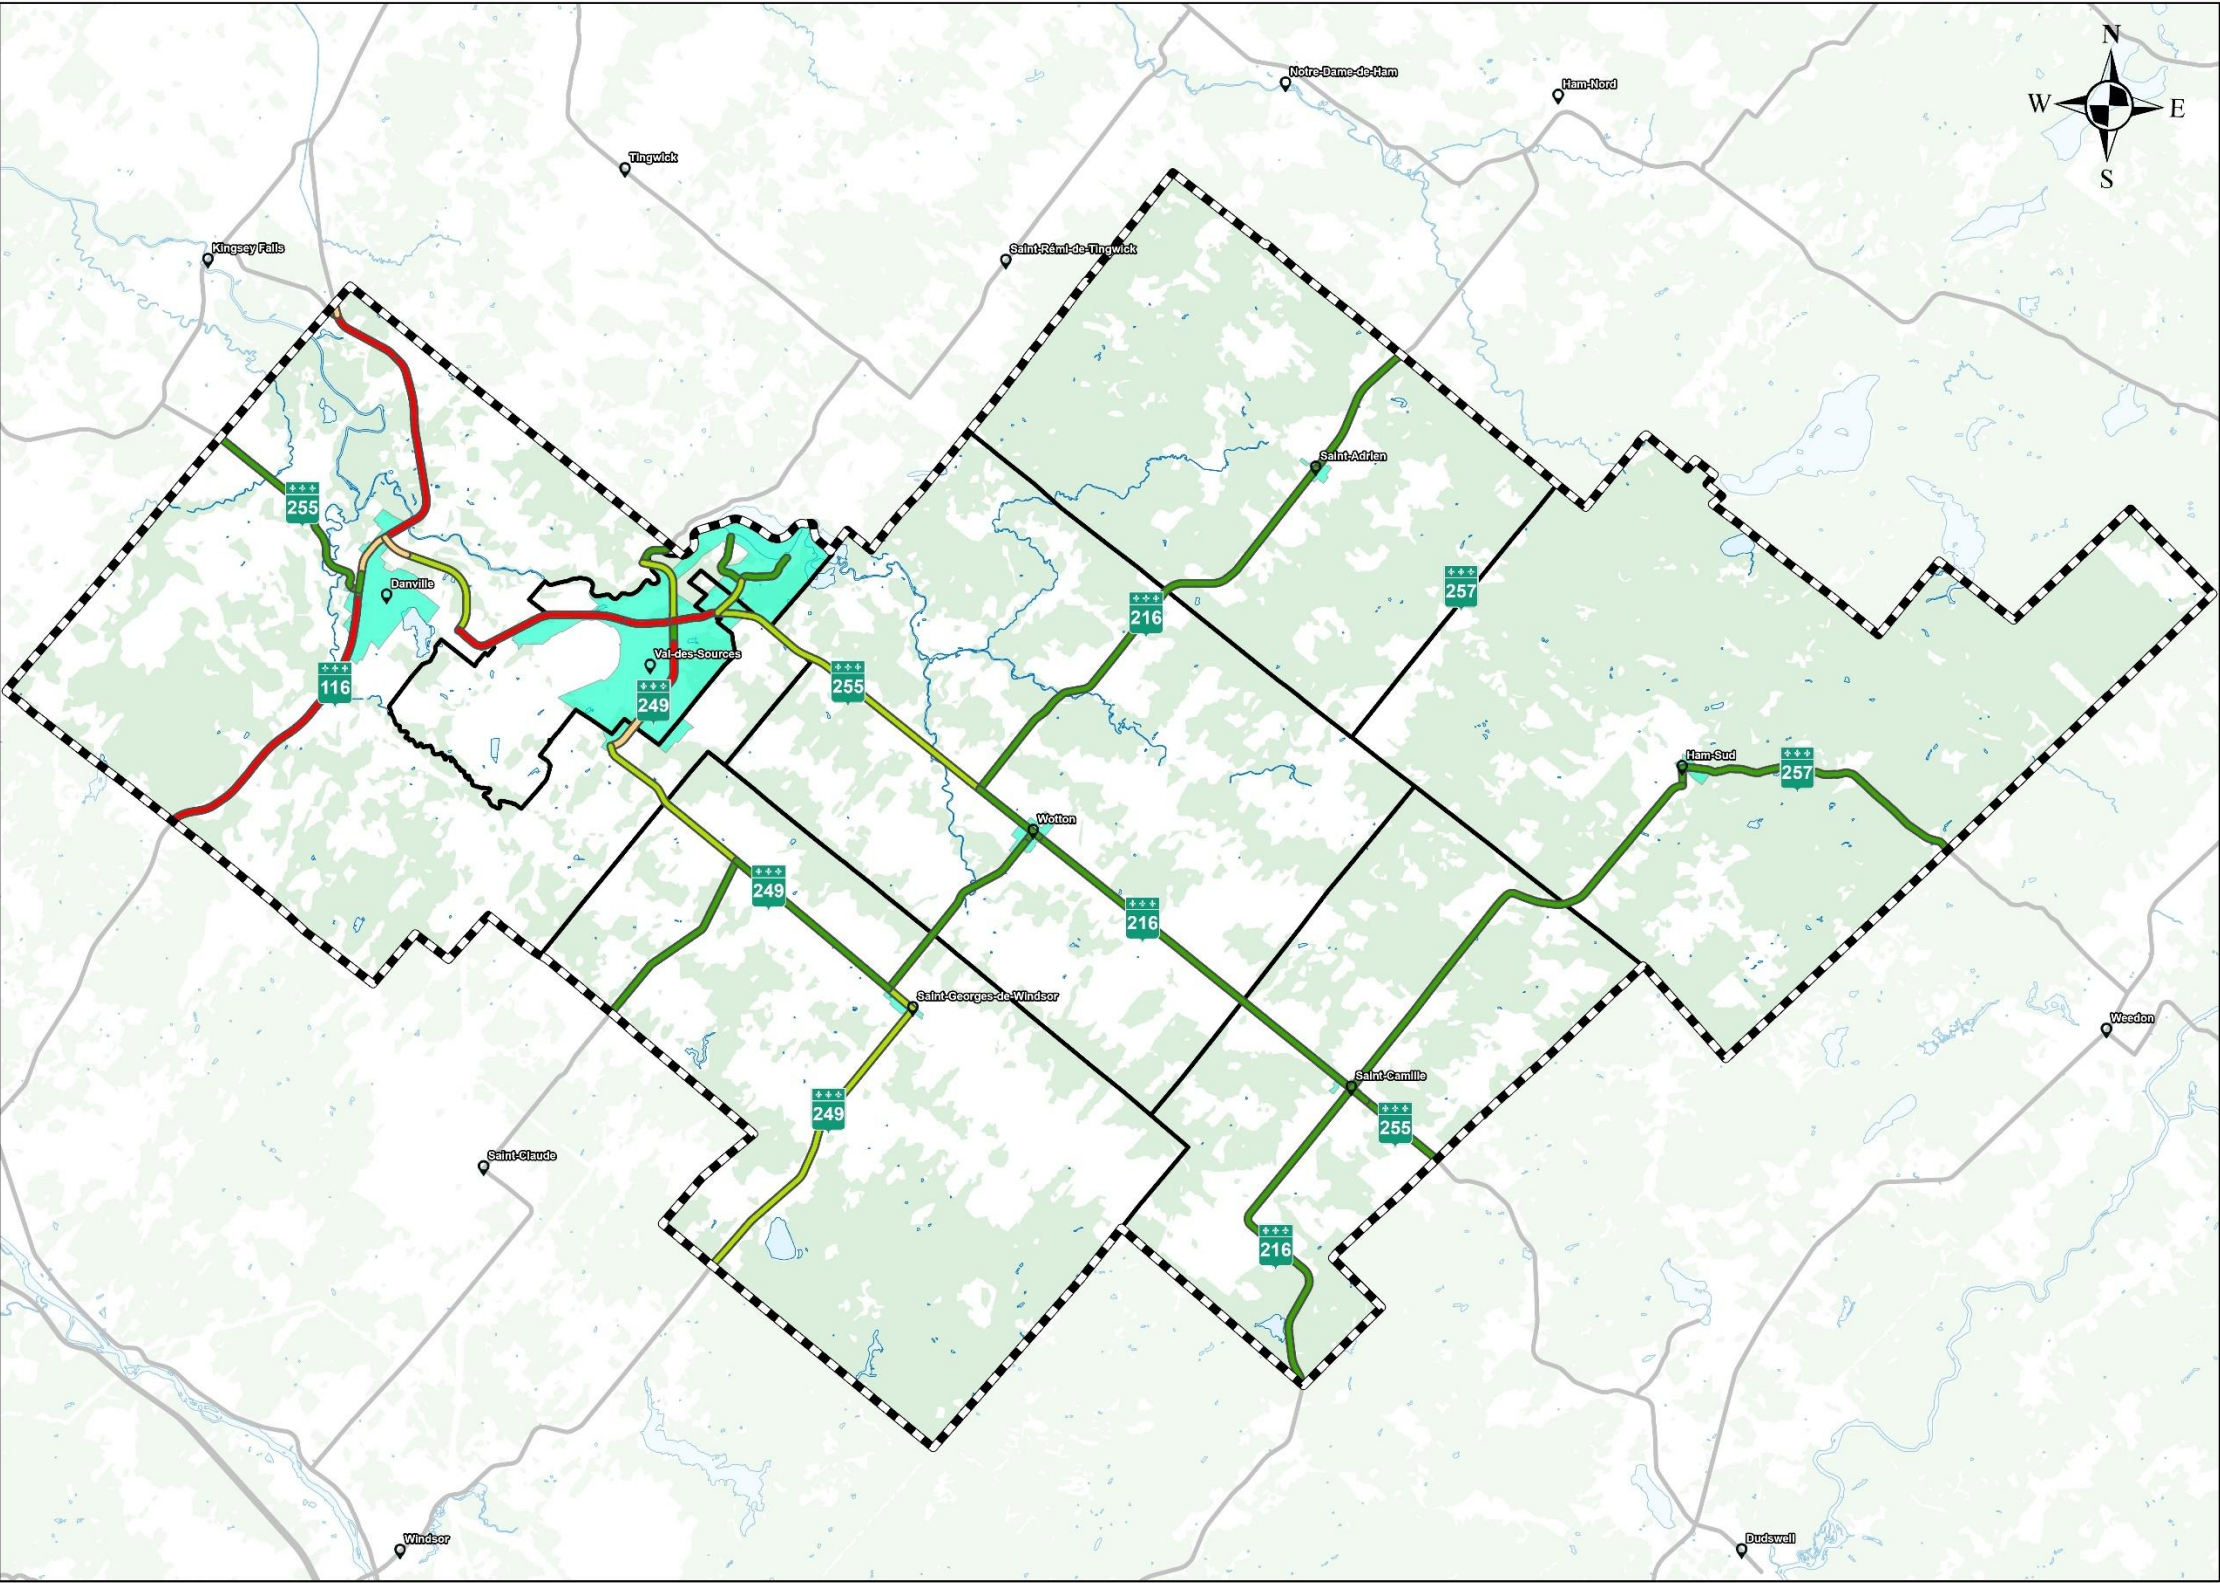 N
Notre-Dame-de-Ham
Ham-Nord
W
E
Tingwick
S
Kingsey Falls
Saint-Rémi-de-Tingwick
Saint-Adrien
255
Danville
257
216
Val-des-Sources
116
255
249
Ham-Sud
257
Wotton
249
216
Saint-Georges-de-Windsor
Weedon
Saint-Camille
249
255
Saint-Claude
216
Windsor
Dudswell